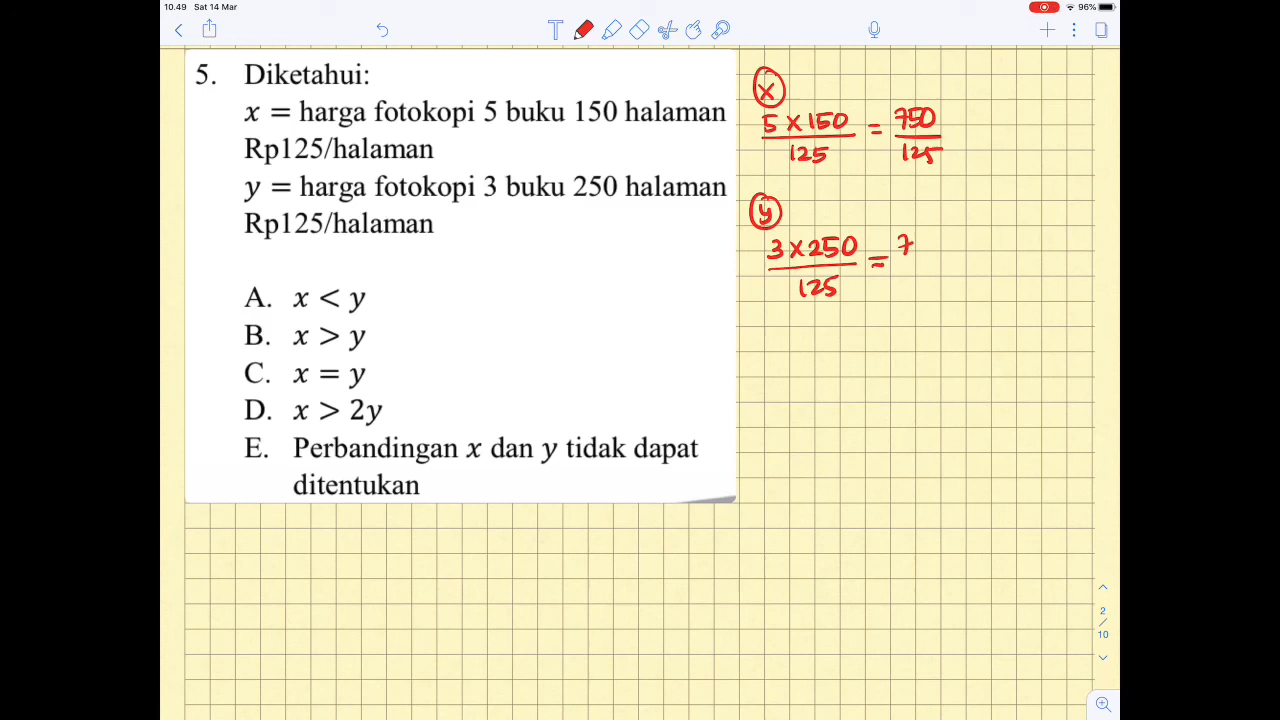 10.49 Sat 14 Mar
96%
5. Diketahui:
x = harga fotokopi 5 buku 150 halaman
Rp125/halaman
y = harga fotokopi 3 buku 250 halaman
Rp125/halaman
A. x < y
B. x > y
C. x = y
D. x > 2y
E. Perbandingan x dan y tidak dapat
ditentukan
x
5 x 150 / 125 = 750 / 125
y
3 x 250 / 125 = 7
T
2
/
10